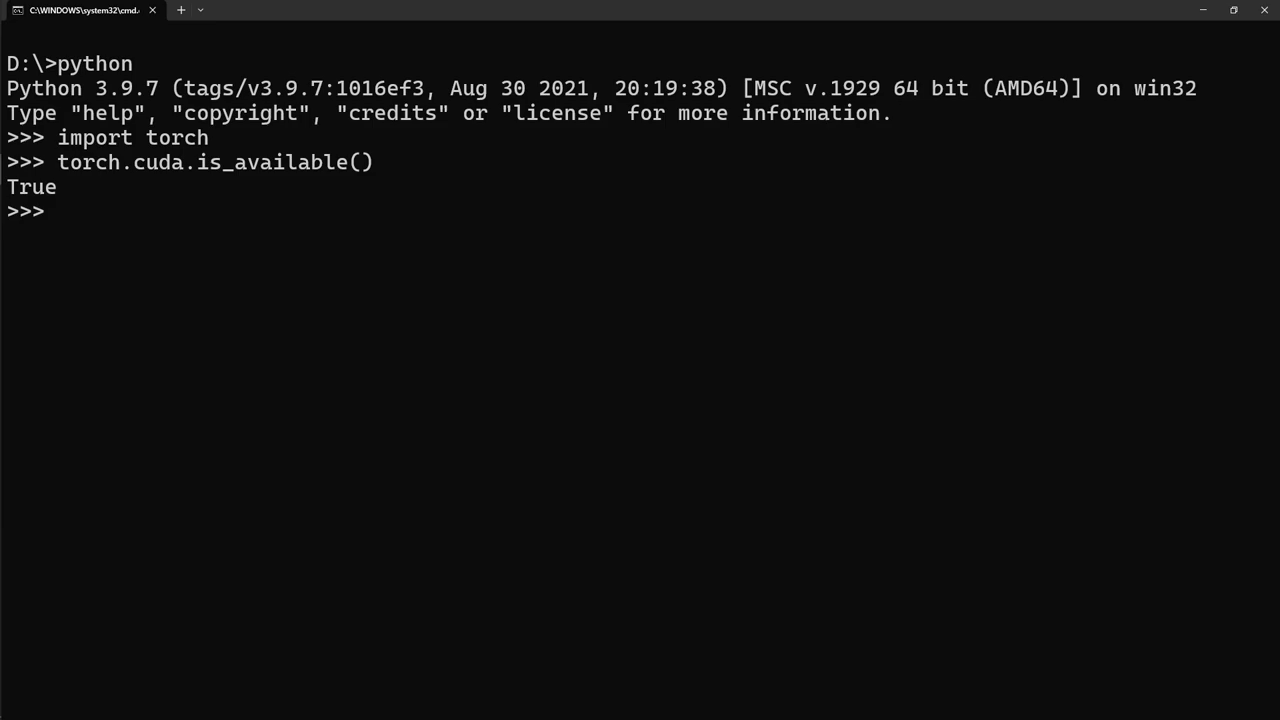 C:\WINDOWS\system32\cmd.
D:\>python
Python 3.9.7 (tags/v3.9.7:1016ef3, Aug 30 2021, 20:19:38) [MSC v.1929 64 bit (AMD64)] on win32
Type "help", "copyright", "credits" or "license" for more information.
>>> import torch
>>> torch.cuda.is_available()
True
>>>